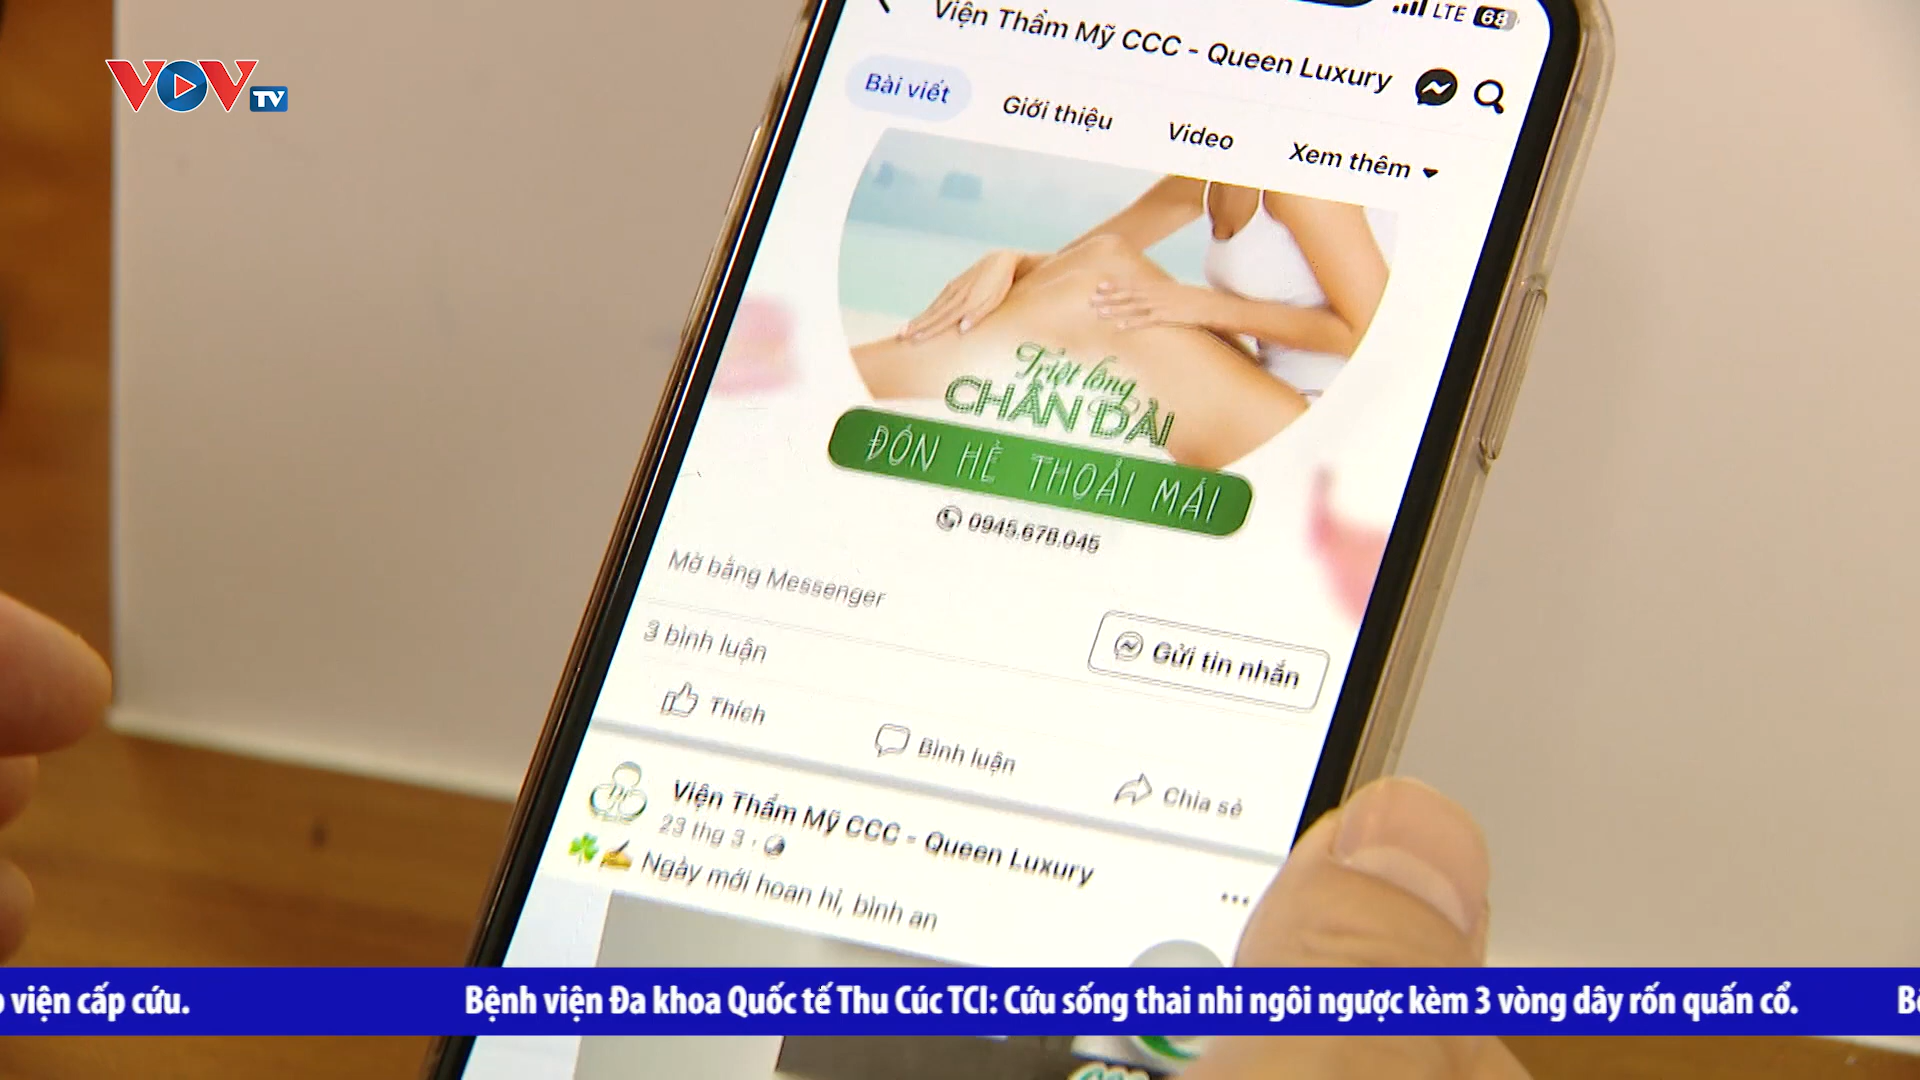 VOV TV
LTE 68
Viện Thẩm Mỹ CCC - Queen Luxury
Bài viết
Giới thiệu
Video
Xem thêm
Triệt lông
CHÂN DÀI
ĐÓN HÈ THOẢI MÁI
0945.678.045
Mở bằng Messenger
Gửi tin nhắn
3 bình luận
Thích
Bình luận
Chia sẻ
Viện Thẩm Mỹ CCC - Queen Luxury
23 thg 3 ·
Ngày mới hoan hỉ, bình an
viện cấp cứu.
Bệnh viện Đa khoa Quốc tế Thu Cúc TCI: Cứu sống thai nhi ngôi ngược kèm 3 vòng dây rốn quấn cổ.